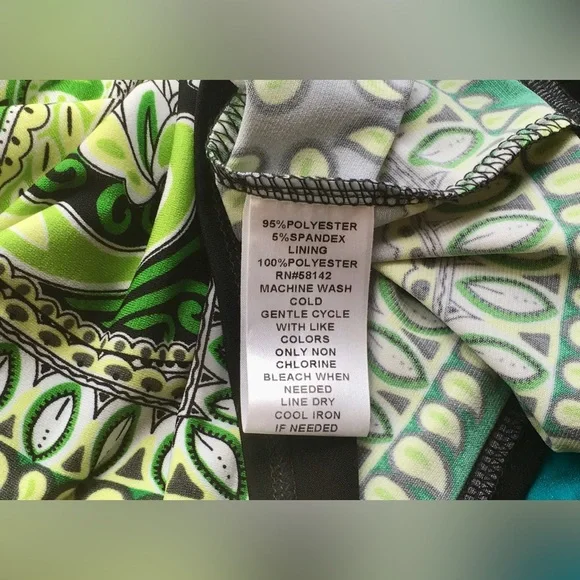 95%POLYESTER
5%SPANDEX
LINING
100%POLYESTER
RN#58142
MACHINE WASH
COLD
GENTLE CYCLE
WITH LIKE
COLORS
ONLY NON
CHLORINE
BLEACH WHEN
NEEDED
LINE DRY
COOL IRON
IF NEEDED